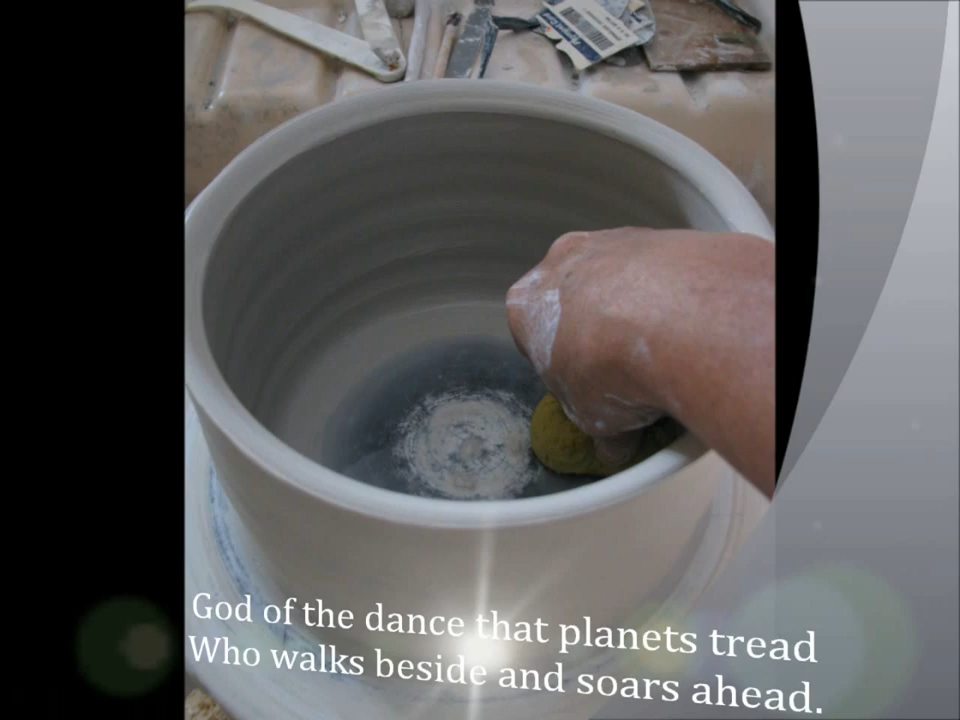 God of the dance that planets tread
Who walks beside and soars ahead.